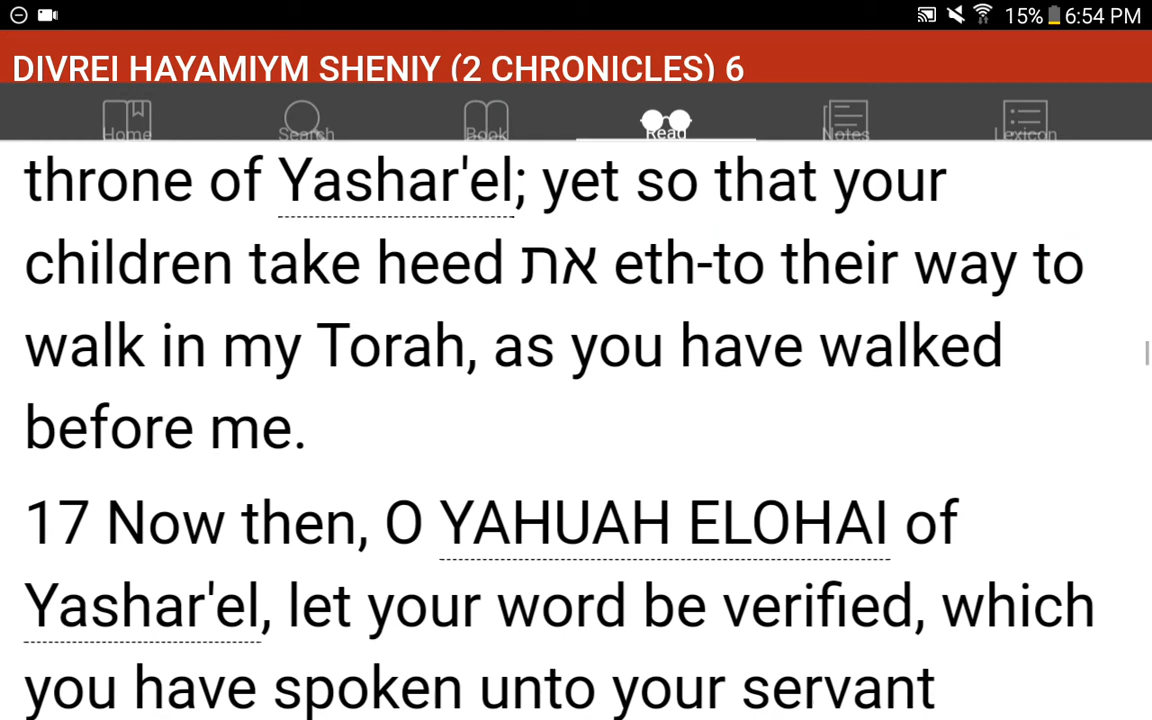 15% 6:54 PM
DIVREI HAYAMIYM SHENIY (2 CHRONICLES) 6
Home Search Book Read Notes Lexicon
throne of Yashar'el; yet so that your
children take heed את eth-to their way to
walk in my Torah, as you have walked
before me.
17 Now then, O YAHUAH ELOHAI of
Yashar'el, let your word be verified, which
you have spoken unto your servant